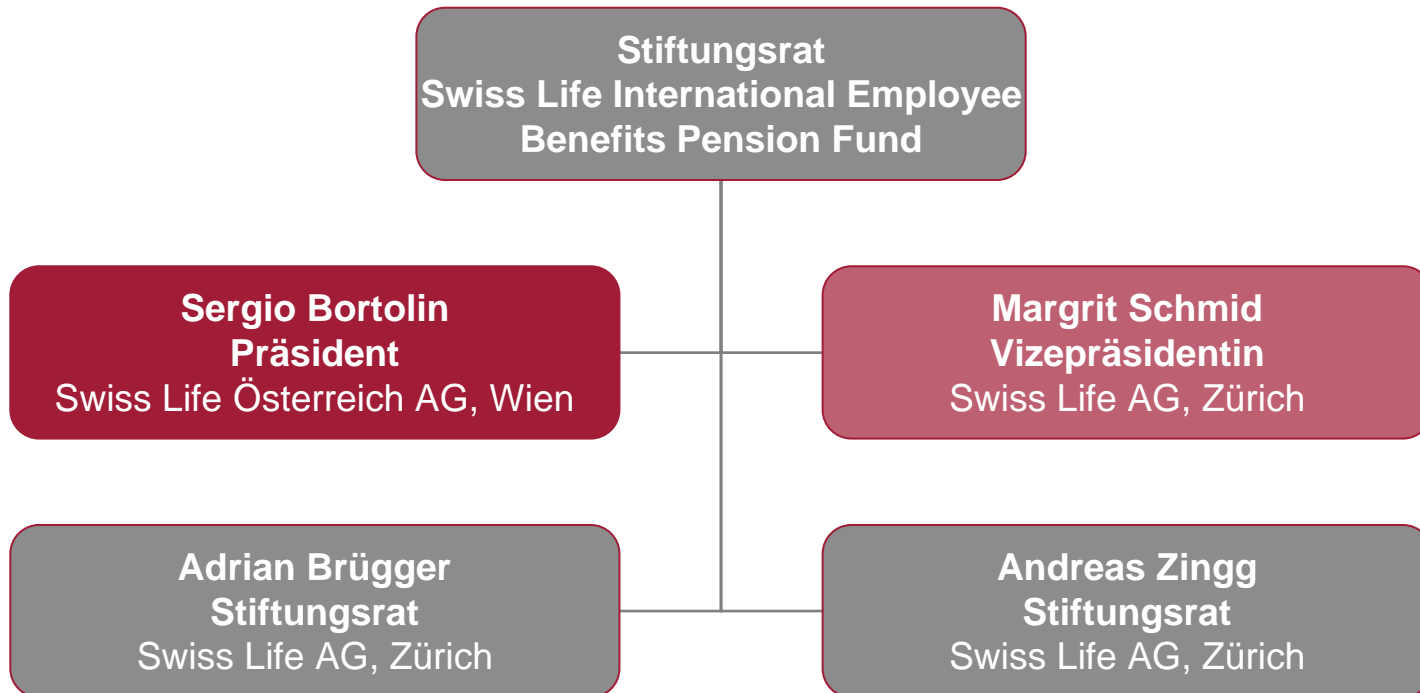 Stiftungsrat
Swiss Life International Employee
Benefits Pension Fund
Sergio Bortolin
Präsident
Swiss Life Österreich AG, Wien
Margrit Schmid
Vizepräsidentin
Swiss Life AG, Zürich
Adrian Brügger
Stiftungsrat
Swiss Life AG, Zürich
Andreas Zingg
Stiftungsrat
Swiss Life AG, Zürich